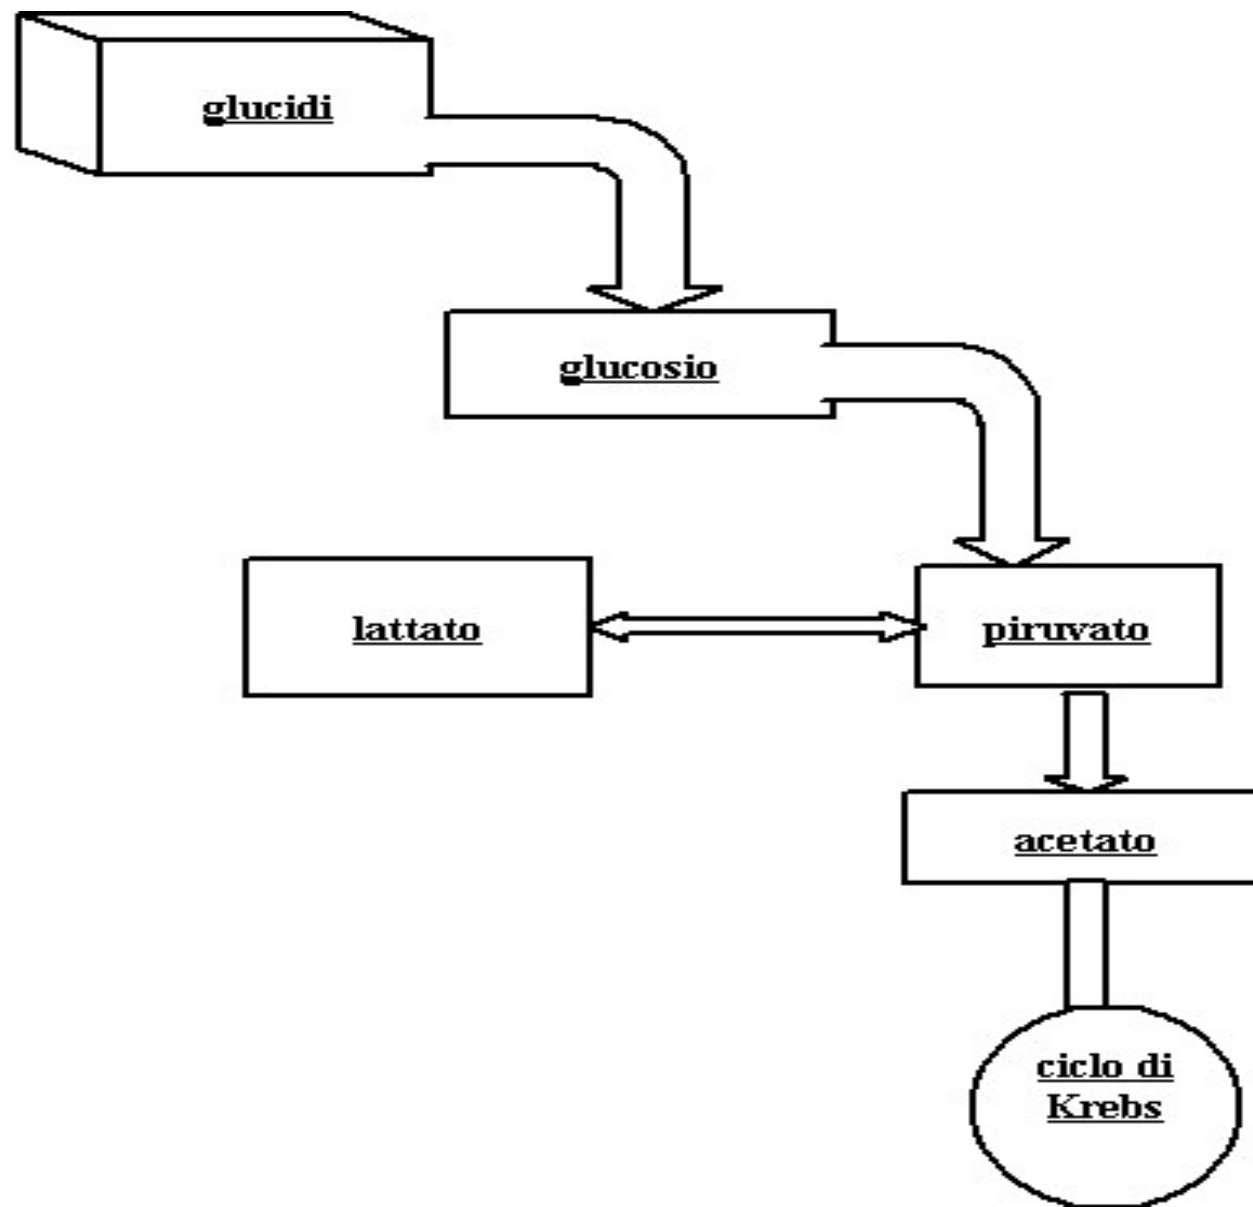 glucidi
glucosio
lattato
piruvato
acetato
ciclo di
Krebs